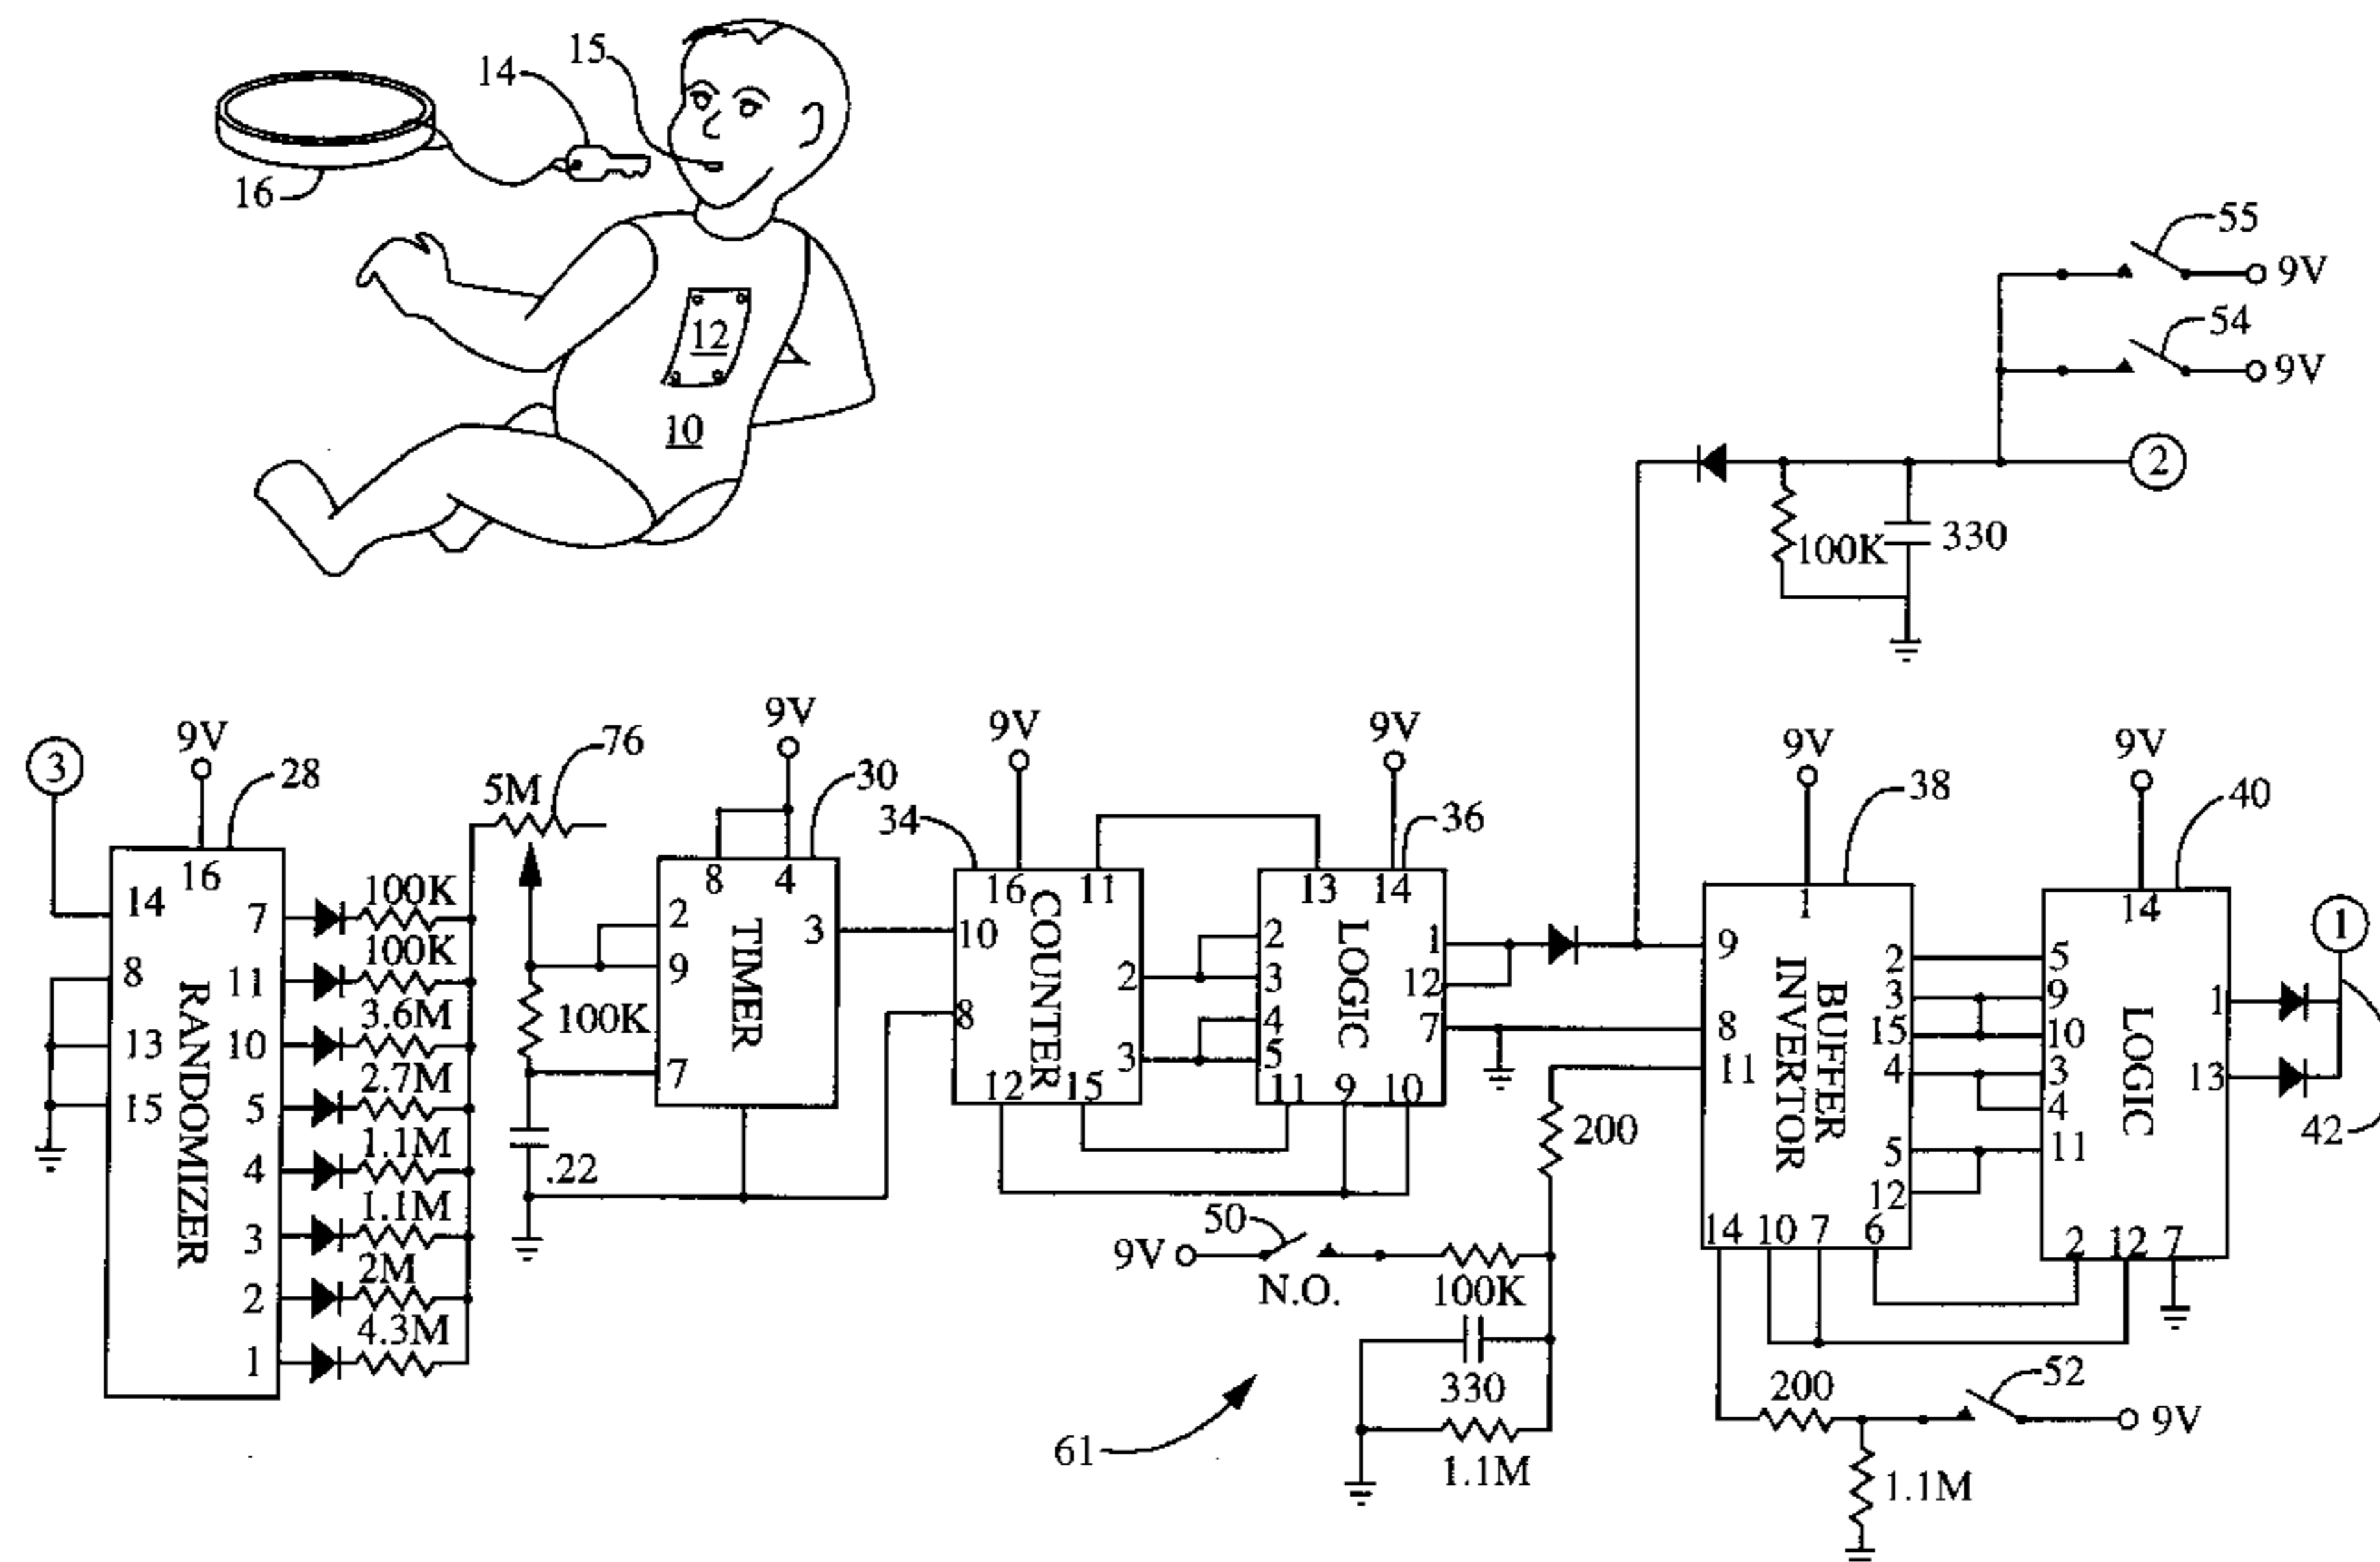 15
14
16
12
10
55
9V
54
9V
2
100K
330
3
9V
28
16
14
8
13
15
RANDOMIZER
7
11
10
5
4
3
2
1
100K
100K
3.6M
2.7M
1.1M
1.1M
2M
4.3M
5M
76
100K
.22
9V
30
8
4
2
9
7
3
TIMER
34
9V
16
11
10
8
2
3
12
15
COUNTER
9V
36
13
14
2
3
4
5
1
12
7
11
9
10
LOGIC
200
50
9V
N.O.
100K
330
1.1M
61
9V
38
1
9
8
11
2
3
15
4
5
12
14
10
7
6
BUFFER
INVERTOR
9V
40
14
5
9
10
3
4
11
1
13
2
12
7
LOGIC
1
42
200
52
9V
1.1M